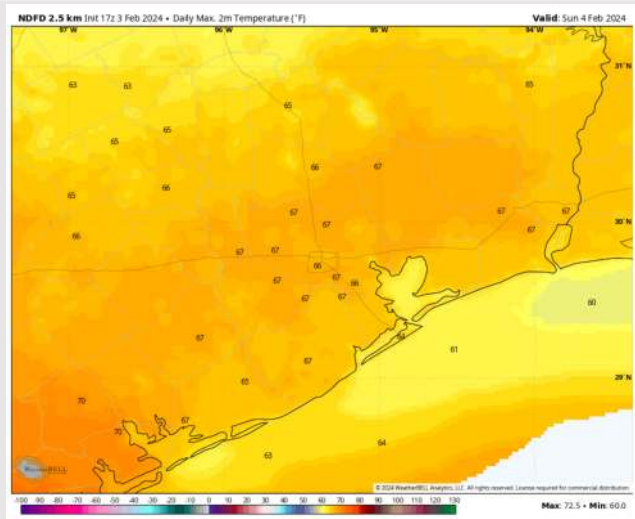 NDFD 2.5 km Init 17z 3 Feb 2024 • Daily Max. 2m Temperature (°F)
Valid: Sun 4 Feb 2024
97°W 96°W 95°W 94°W
31°N
63 63 65
65
65
65
66 67
65 66
67 67 67
66 67 67
30°N
67 67
66
67 67 66
67 67
60
67
61
67
65
29°N
70
67
70
64
63
WeatherBELL
© 2024 WeatherBELL Analytics, LLC. All rights reserved. License required for commercial distribution.
-100 -90 -80 -70 -60 -50 -40 -30 -20 -10 0 10 20 30 40 50 60 70 80 90 100 110 120 130
Max: 72.5 • Min: 60.0